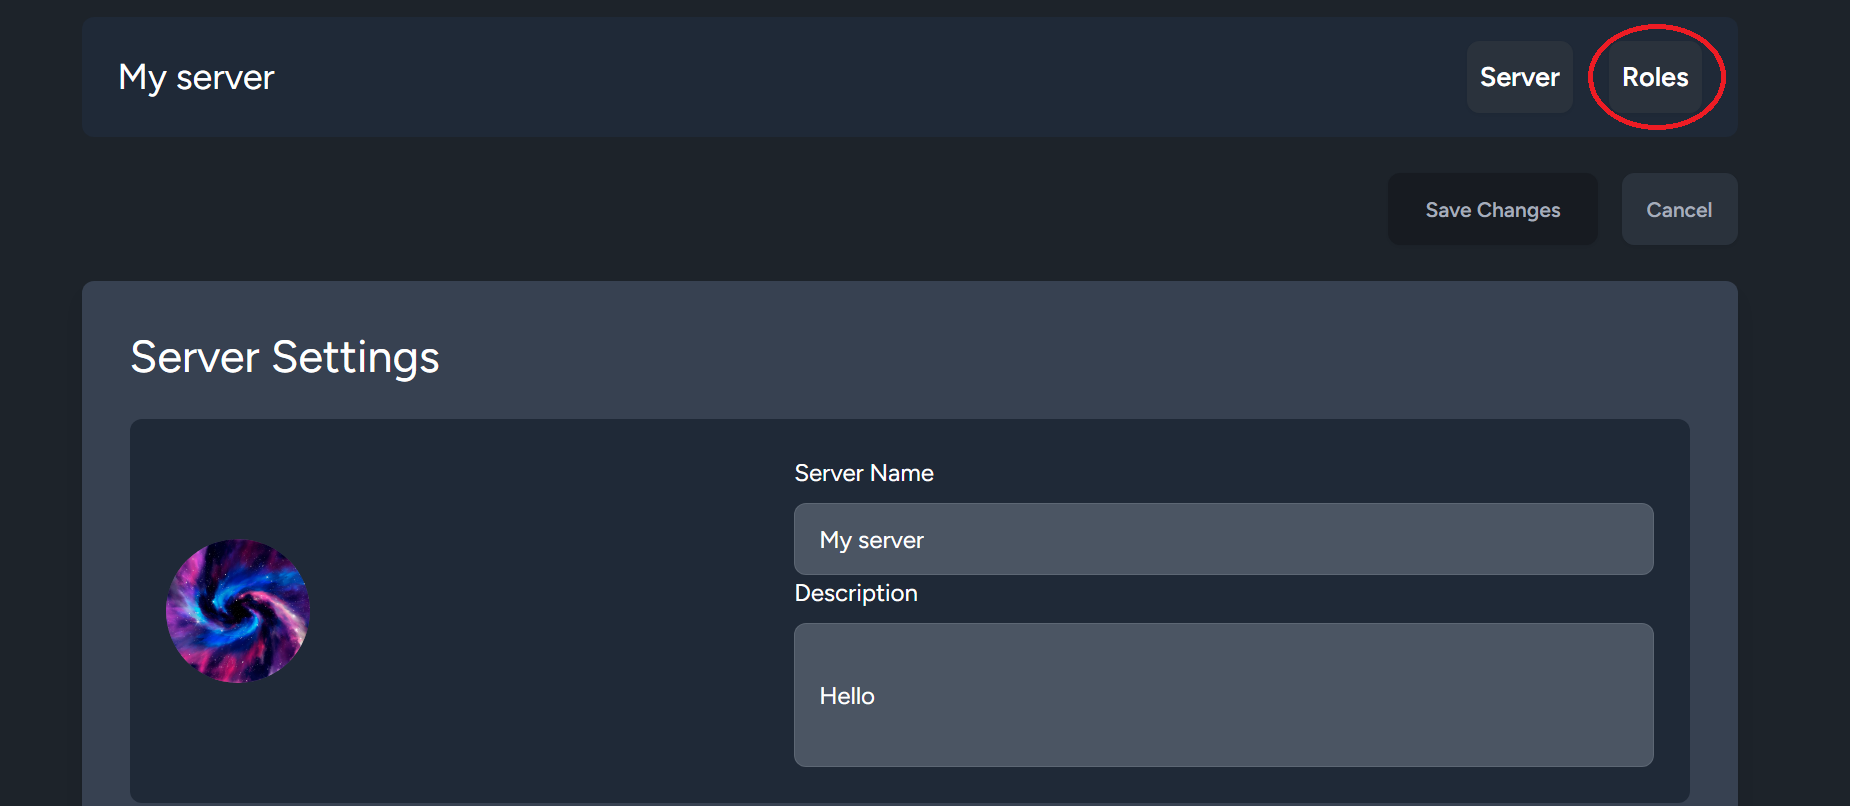 My server
Server
Roles
Save Changes
Cancel
Server Settings
Server Name
My server
Description
Hello